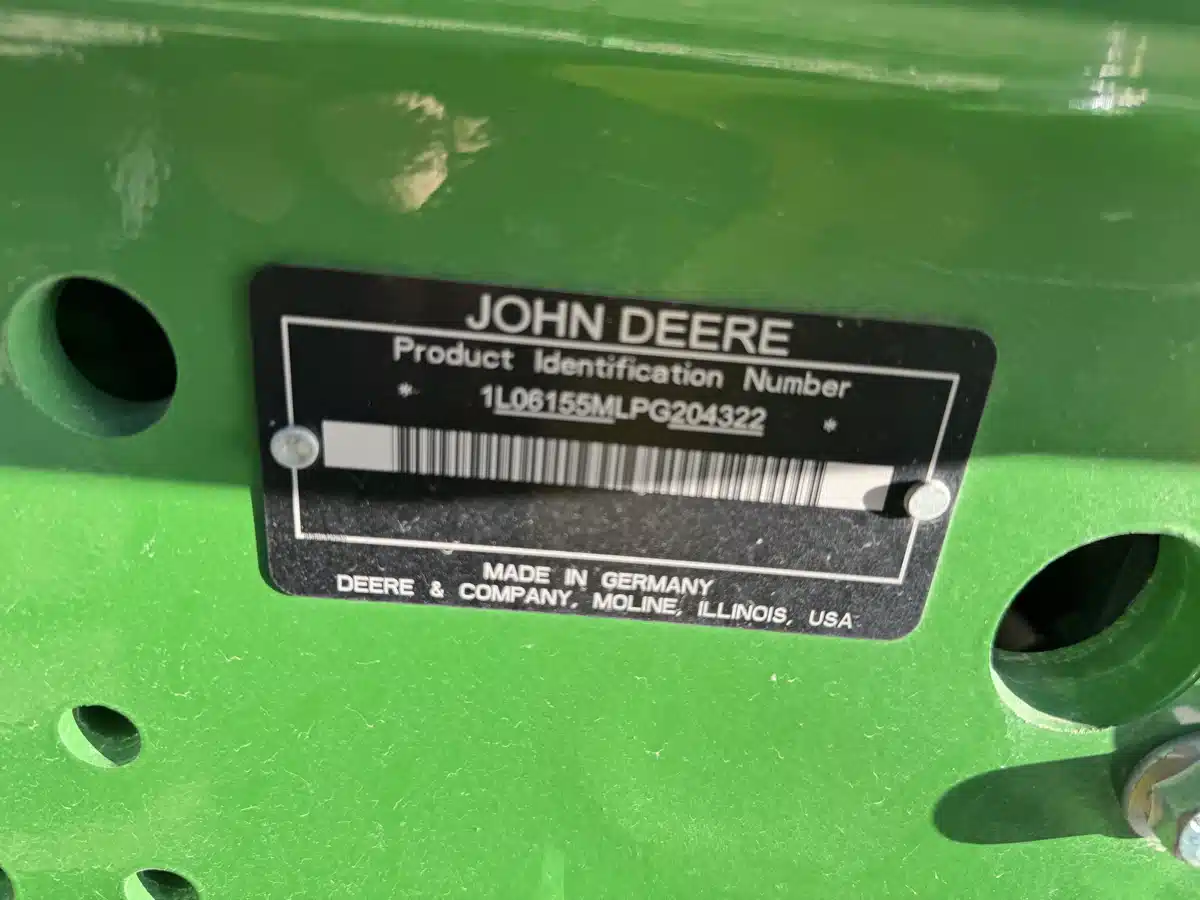 JOHN DEERE
Product Identification Number
* 1L06155MLPG204322 *
MADE IN GERMANY
DEERE & COMPANY, MOLINE, ILLINOIS, USA